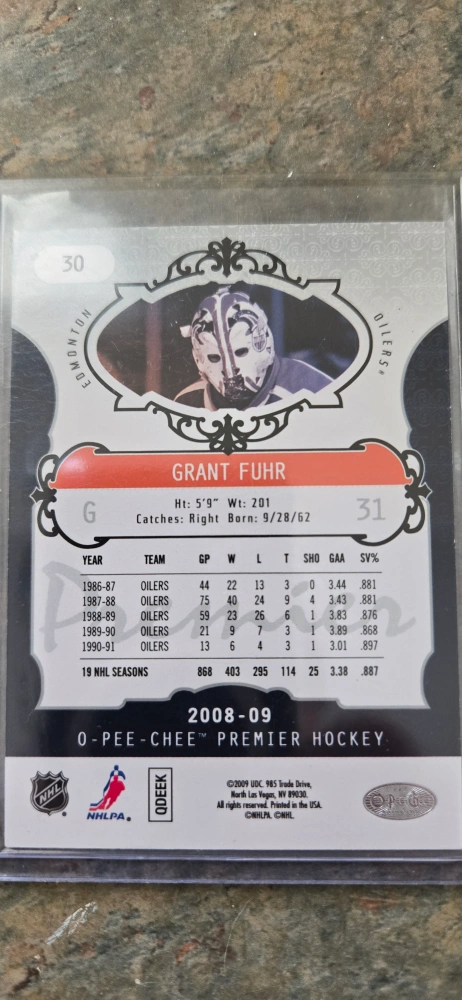 30
EDMONTON
OILERS®
GRANT FUHR
G
Ht: 5'9" Wt: 201
Catches: Right Born: 9/28/62
31
YEAR TEAM GP W L T SHO GAA SV%
1986-87 OILERS 44 22 13 3 0 3.44 .881
1987-88 OILERS 75 40 24 9 4 3.43 .881
1988-89 OILERS 59 23 26 6 1 3.83 .876
1989-90 OILERS 21 9 7 3 1 3.89 .868
1990-91 OILERS 13 6 4 3 1 3.01 .897
Premier
19 NHL SEASONS 868 403 295 114 25 3.38 .887
2008-09
O-PEE-CHEE™ PREMIER HOCKEY
NHL
NHLPA®
QDEEK
©2009 UDC. 985 Trade Drive,
North Las Vegas, NV 89030.
All rights reserved. Printed in the USA.
©NHLPA. ©NHL.
O-Pee-Chee